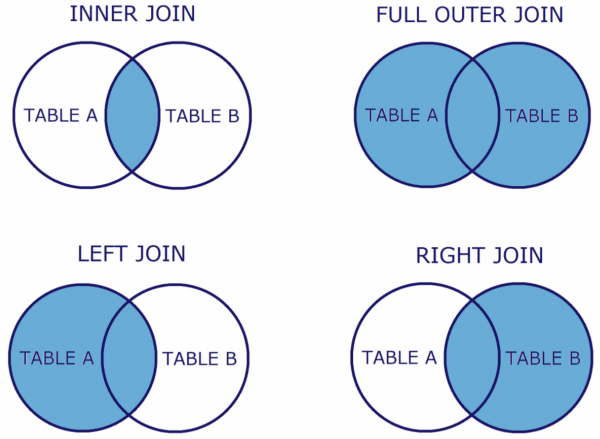 INNER JOIN
TABLE A
TABLE B
FULL OUTER JOIN
TABLE A
TABLE B
LEFT JOIN
TABLE A
TABLE B
RIGHT JOIN
TABLE A
TABLE B